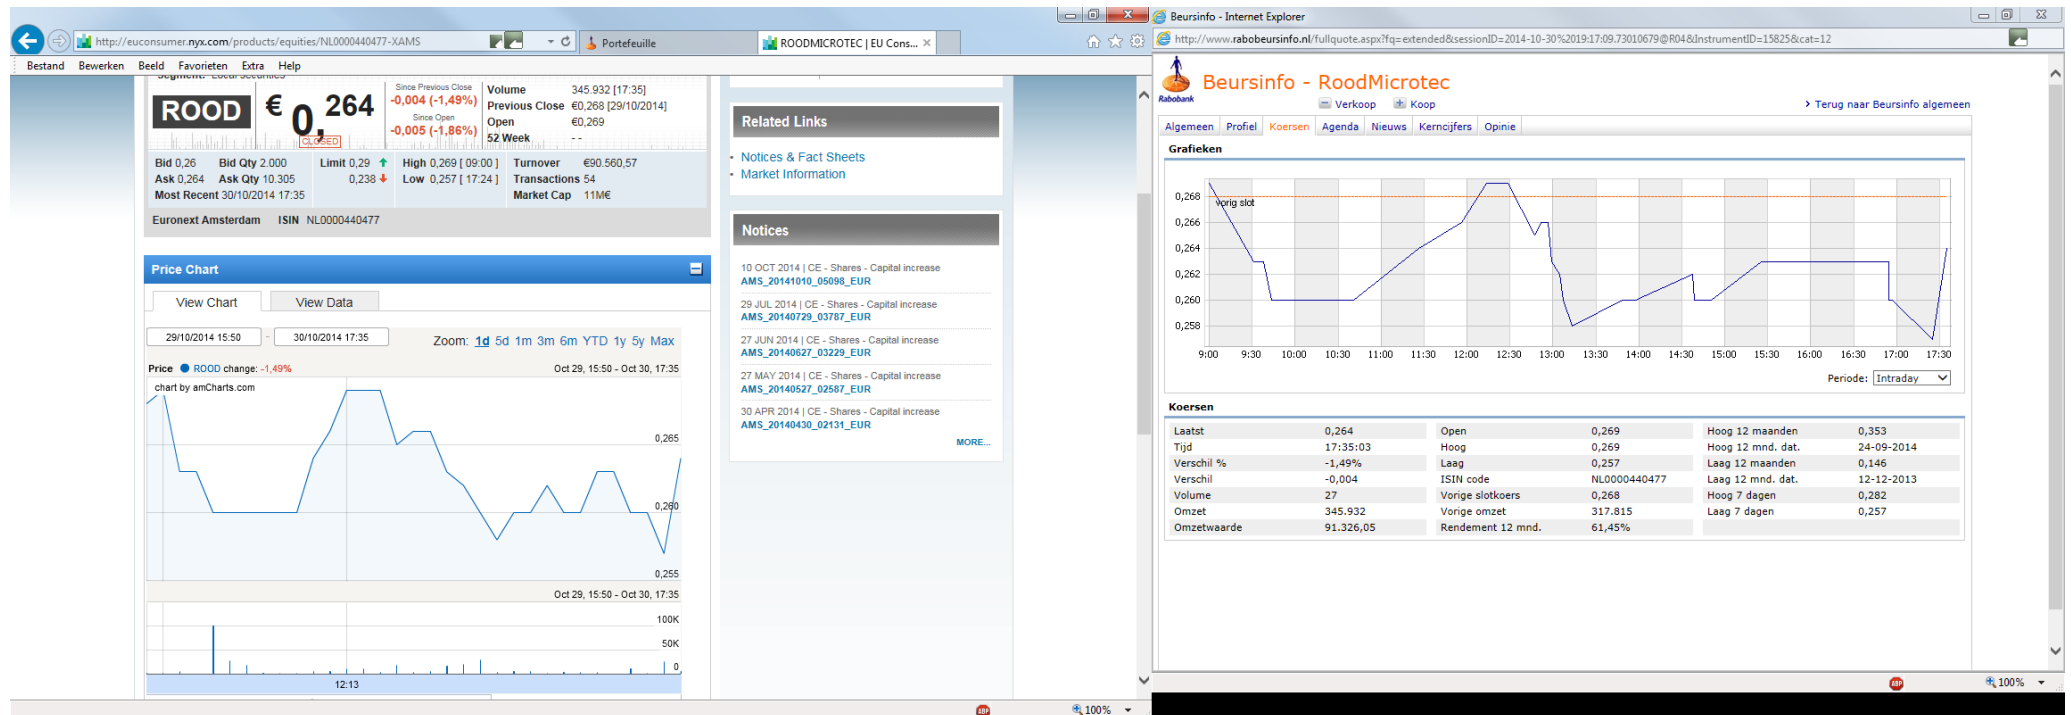 http://euconsumer.nyx.com/products/equities/NL0000440477-XAMS
Portefeuille
ROODMICROTEC | EU Cons...
Bestand Bewerken Beeld Favorieten Extra Help
Segment: Local securities
ROOD
€ 0,264
CLOSED
Since Previous Close
-0,004 (-1,49%)
Since Open
-0,005 (-1,86%)
Volume 345.932 [17:35]
Previous Close €0,268 [29/10/2014]
Open €0,269
52 Week - -
Bid 0,26 Bid Qty 2.000 Limit 0,29 High 0,269 [ 09:00 ] Turnover €90.560,57
Ask 0,264 Ask Qty 10.305 0,238 Low 0,257 [ 17:24 ] Transactions 54
Most Recent 30/10/2014 17:35 Market Cap 11M€
Euronext Amsterdam ISIN NL0000440477
Price Chart
View Chart View Data
29/10/2014 15:50 - 30/10/2014 17:35 Zoom: 1d 5d 1m 3m 6m YTD 1y 5y Max
Price ROOD change: -1,49% Oct 29, 15:50 - Oct 30, 17:35
chart by amCharts.com
0,265
0,260
0,255
Oct 29, 15:50 - Oct 30, 17:35
100K
50K
0
12:13
Related Links
Notices & Fact Sheets
Market Information
Notices
10 OCT 2014 | CE - Shares - Capital increase
AMS_20141010_05098_EUR
29 JUL 2014 | CE - Shares - Capital increase
AMS_20140729_03787_EUR
27 JUN 2014 | CE - Shares - Capital increase
AMS_20140627_03229_EUR
27 MAY 2014 | CE - Shares - Capital increase
AMS_20140527_02587_EUR
30 APR 2014 | CE - Shares - Capital increase
AMS_20140430_02131_EUR
MORE...
ABP
100%
Beursinfo - Internet Explorer
http://www.rabobeursinfo.nl/fullquote.aspx?fq=extended&sessionID=2014-10-30%2019:17:09.73010679@R04&InstrumentID=15825&cat=12
Rabobank
Beursinfo - RoodMicrotec
Verkoop Koop
Terug naar Beursinfo algemeen
Algemeen Profiel Koersen Agenda Nieuws Kerncijfers Opinie
Grafieken
0,268
vorig slot
0,266
0,264
0,262
0,260
0,258
9:00 9:30 10:00 10:30 11:00 11:30 12:00 12:30 13:00 13:30 14:00 14:30 15:00 15:30 16:00 16:30 17:00 17:30
Periode: Intraday
Koersen
Laatst 0,264 Open 0,269 Hoog 12 maanden 0,353
Tijd 17:35:03 Hoog 0,269 Hoog 12 mnd. dat. 24-09-2014
Verschil % -1,49% Laag 0,257 Laag 12 maanden 0,146
Verschil -0,004 ISIN code NL0000440477 Laag 12 mnd. dat. 12-12-2013
Volume 27 Vorige slotkoers 0,268 Hoog 7 dagen 0,282
Omzet 345.932 Vorige omzet 317.815 Laag 7 dagen 0,257
Omzetwaarde 91.326,05 Rendement 12 mnd. 61,45%
ABP
100%